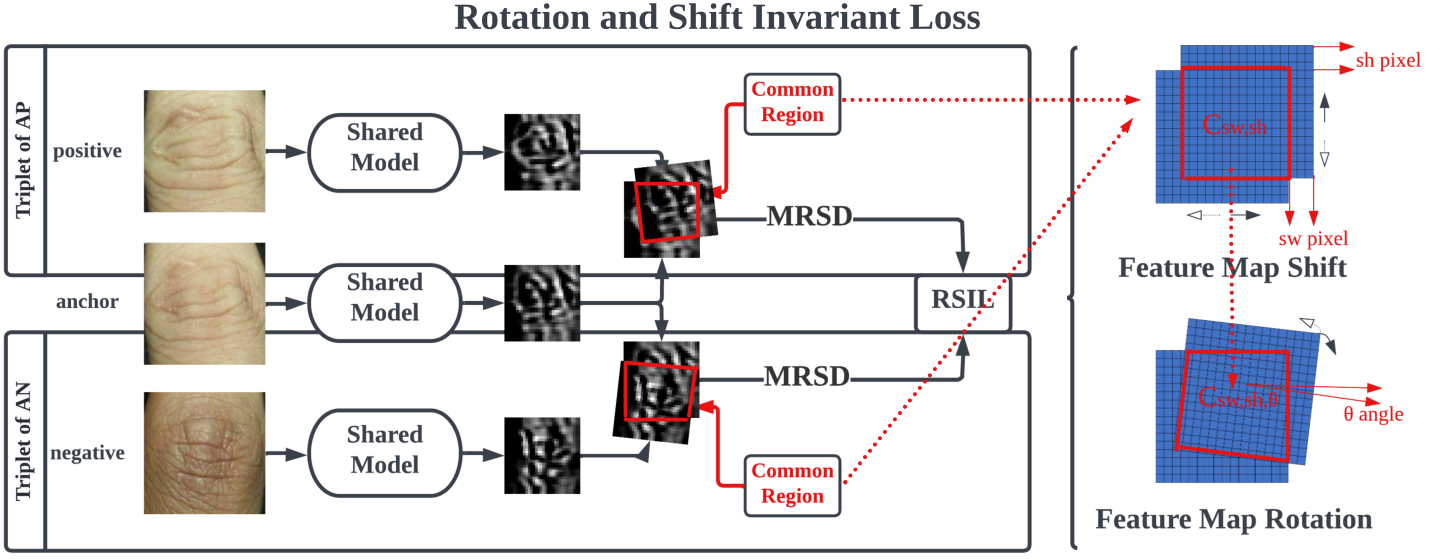 Rotation and Shift Invariant Loss
Triplet of AP
positive
Shared
Model
Common
Region
MRSD
anchor
Shared
Model
RSIL
Triplet of AN
negative
Shared
Model
MRSD
Common
Region
sh pixel
Csw,sh
sw pixel
Feature Map Shift
Csw,sh,θ
θ angle
Feature Map Rotation